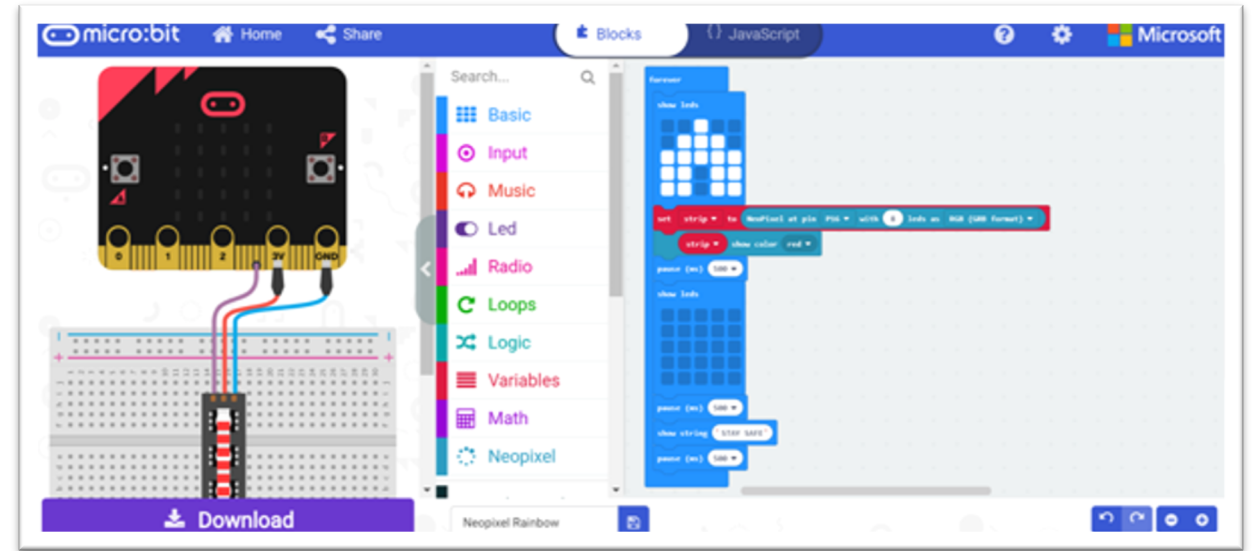 micro:bit Home Share Blocks {} JavaScript ? Microsoft
Search...
Basic
Input
Music
Led
Radio
Loops
Logic
Variables
Math
Neopixel
A
B
0 1 2 3V GND
forever
show leds
set strip to NeoPixel at pin P16 with leds as RGB (GRB format)
strip show color red
pause (ms) 500
show leds
pause (ms) 500
show string "STAY SAFE"
pause (ms) 500
Download
Neopixel Rainbow